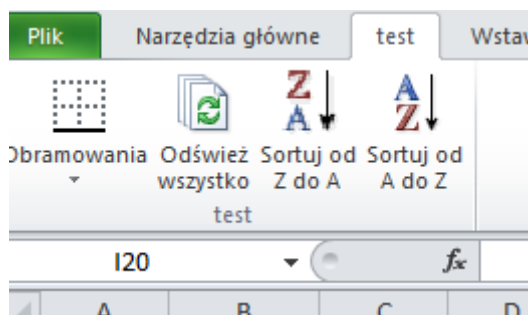 Plik Narzędzia główne test Wstaw
Obramowania Odśwież Sortuj od Sortuj od
wszystko Z do A A do Z
test
I20 fx
A B C D